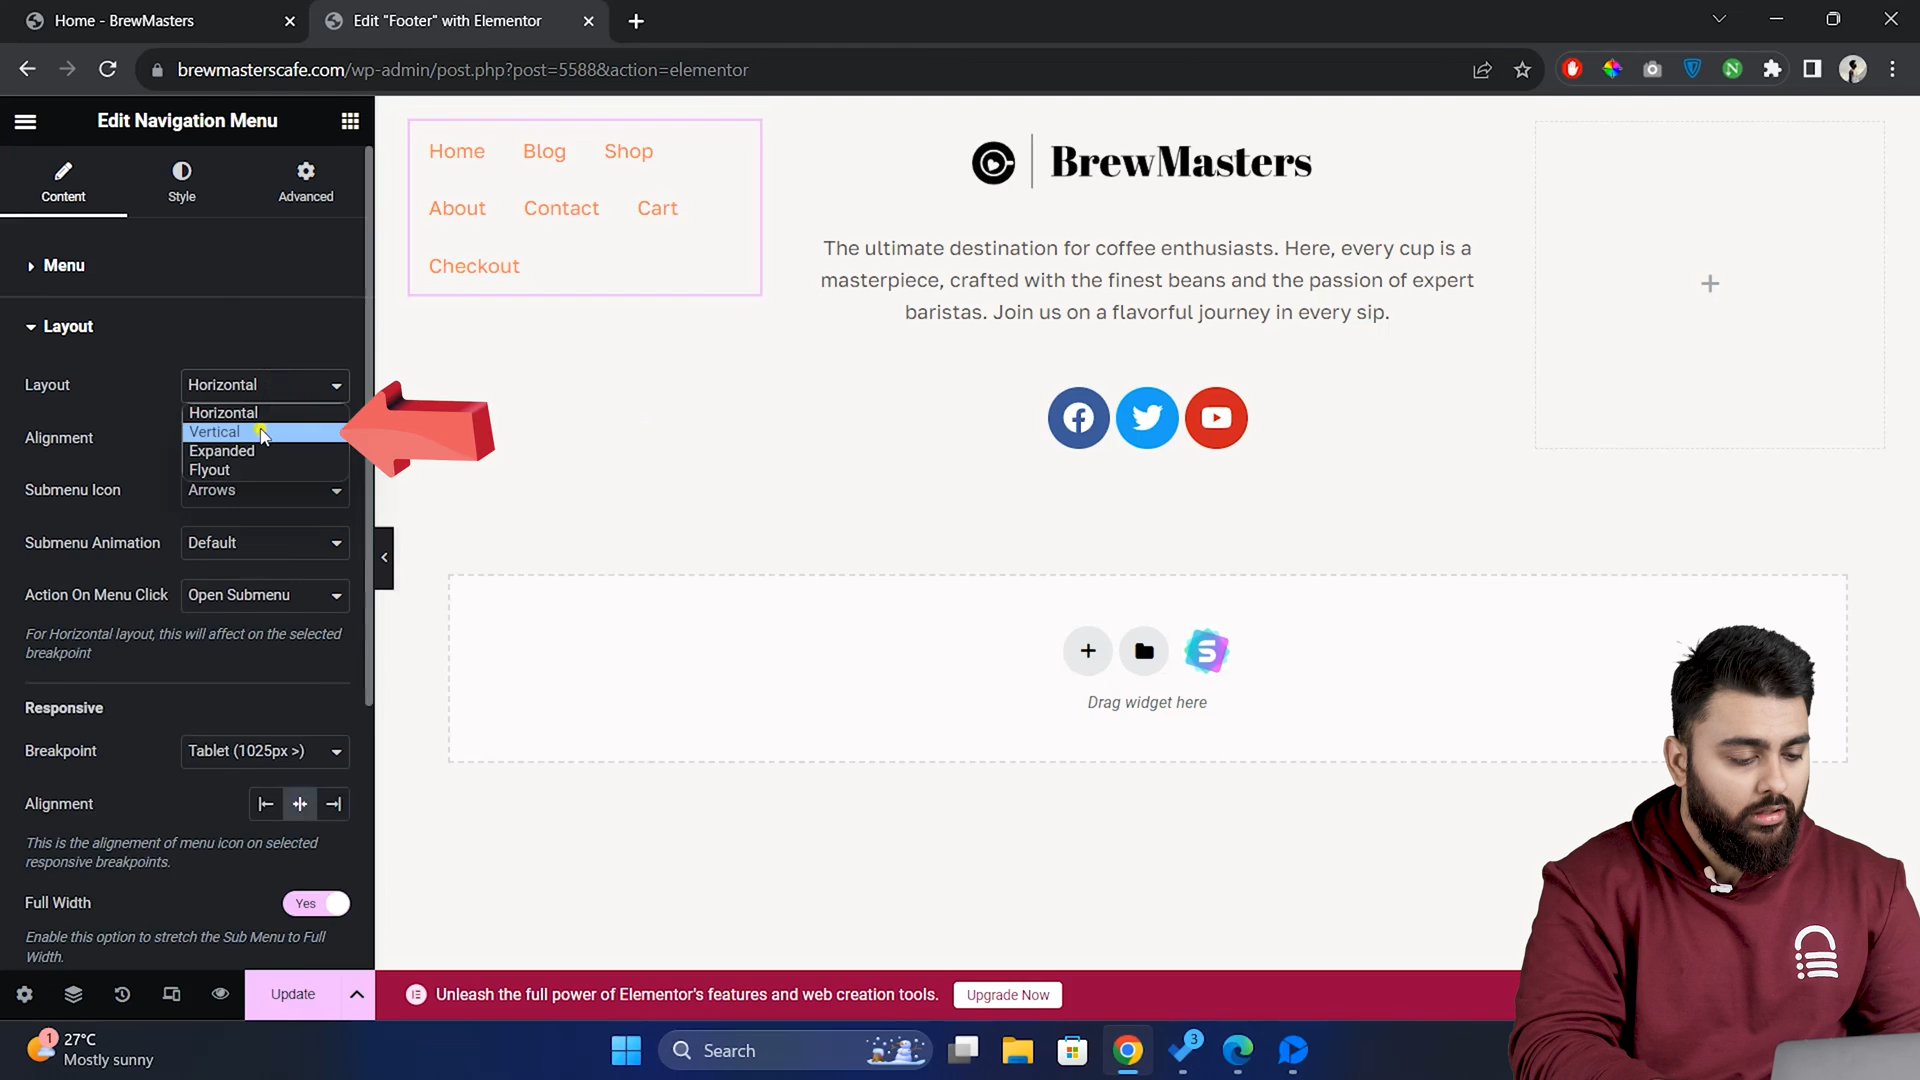 Home - BrewMasters
Edit "Footer" with Elementor
brewmasterscafe.com/wp-admin/post.php?post=5588&action=elementor
Edit Navigation Menu
Content
Style
Advanced
Menu
Layout
Layout
Horizontal
Horizontal
Vertical
Expanded
Flyout
Alignment
Submenu Icon
Arrows
Submenu Animation
Default
Action On Menu Click
Open Submenu
For Horizontal layout, this will affect on the selected
breakpoint
Responsive
Breakpoint
Tablet (1025px >)
Alignment
This is the alignement of menu icon on selected
responsive breakpoints.
Full Width
Yes
Enable this option to stretch the Sub Menu to Full
Width.
Update
Home Blog Shop
About Contact Cart
Checkout
BrewMasters
The ultimate destination for coffee enthusiasts. Here, every cup is a
masterpiece, crafted with the finest beans and the passion of expert
baristas. Join us on a flavorful journey in every sip.
S
Drag widget here
Unleash the full power of Elementor's features and web creation tools.
Upgrade Now
1
27°C
Mostly sunny
Search
3
N